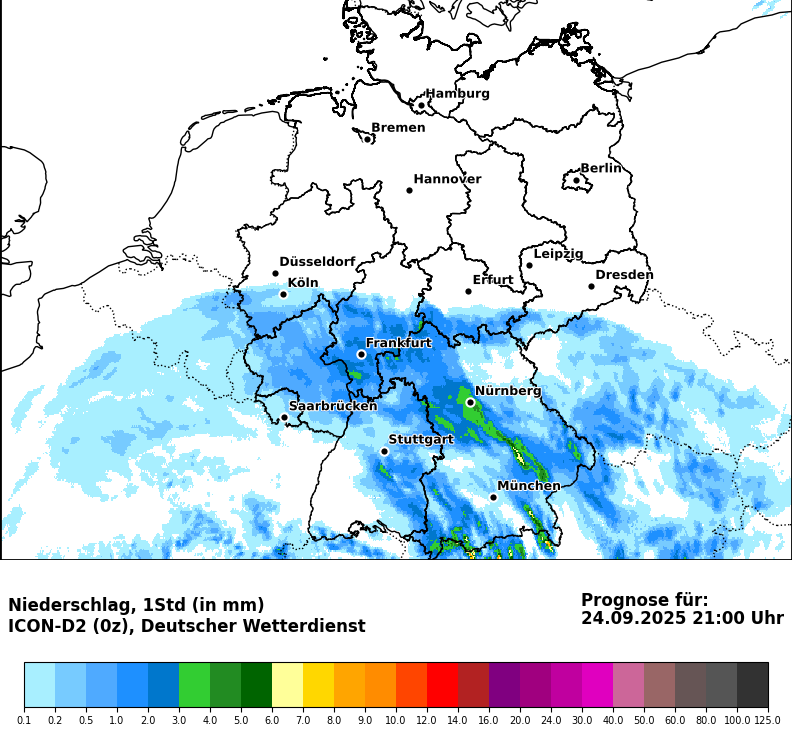 Hamburg
Bremen
Berlin
Hannover
Leipzig
Düsseldorf
Dresden
Köln
Erfurt
Frankfurt
Nürnberg
Saarbrücken
Stuttgart
München
Niederschlag, 1Std (in mm)
ICON-D2 (0z), Deutscher Wetterdienst
Prognose für:
24.09.2025 21:00 Uhr
0.1 0.2 0.5 1.0 2.0 3.0 4.0 5.0 6.0 7.0 8.0 9.0 10.0 12.0 14.0 16.0 20.0 24.0 30.0 40.0 50.0 60.0 80.0 100.0 125.0